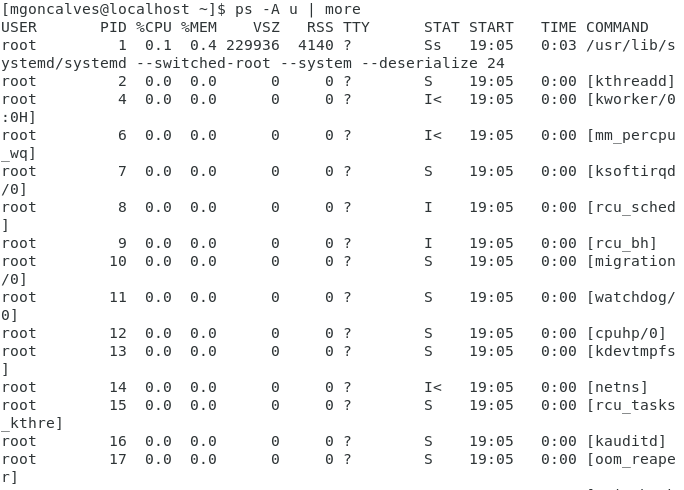 [mgoncalves@localhost ~]$ ps -A u | more
USER       PID %CPU %MEM    VSZ   RSS TTY      STAT START   TIME COMMAND
root         1  0.1  0.4 229936  4140 ?        Ss   19:05   0:03 /usr/lib/s
ystemd/systemd --switched-root --system --deserialize 24
root         2  0.0  0.0      0     0 ?        S    19:05   0:00 [kthreadd]
root         4  0.0  0.0      0     0 ?        I<   19:05   0:00 [kworker/0
:0H]
root         6  0.0  0.0      0     0 ?        I<   19:05   0:00 [mm_percpu
_wq]
root         7  0.0  0.0      0     0 ?        S    19:05   0:00 [ksoftirqd
/0]
root         8  0.0  0.0      0     0 ?        I    19:05   0:00 [rcu_sched
]
root         9  0.0  0.0      0     0 ?        I    19:05   0:00 [rcu_bh]
root        10  0.0  0.0      0     0 ?        S    19:05   0:00 [migration
/0]
root        11  0.0  0.0      0     0 ?        S    19:05   0:00 [watchdog/
0]
root        12  0.0  0.0      0     0 ?        S    19:05   0:00 [cpuhp/0]
root        13  0.0  0.0      0     0 ?        S    19:05   0:00 [kdevtmpfs
]
root        14  0.0  0.0      0     0 ?        I<   19:05   0:00 [netns]
root        15  0.0  0.0      0     0 ?        S    19:05   0:00 [rcu_tasks
_kthre]
root        16  0.0  0.0      0     0 ?        S    19:05   0:00 [kauditd]
root        17  0.0  0.0      0     0 ?        S    19:05   0:00 [oom_reape
r]